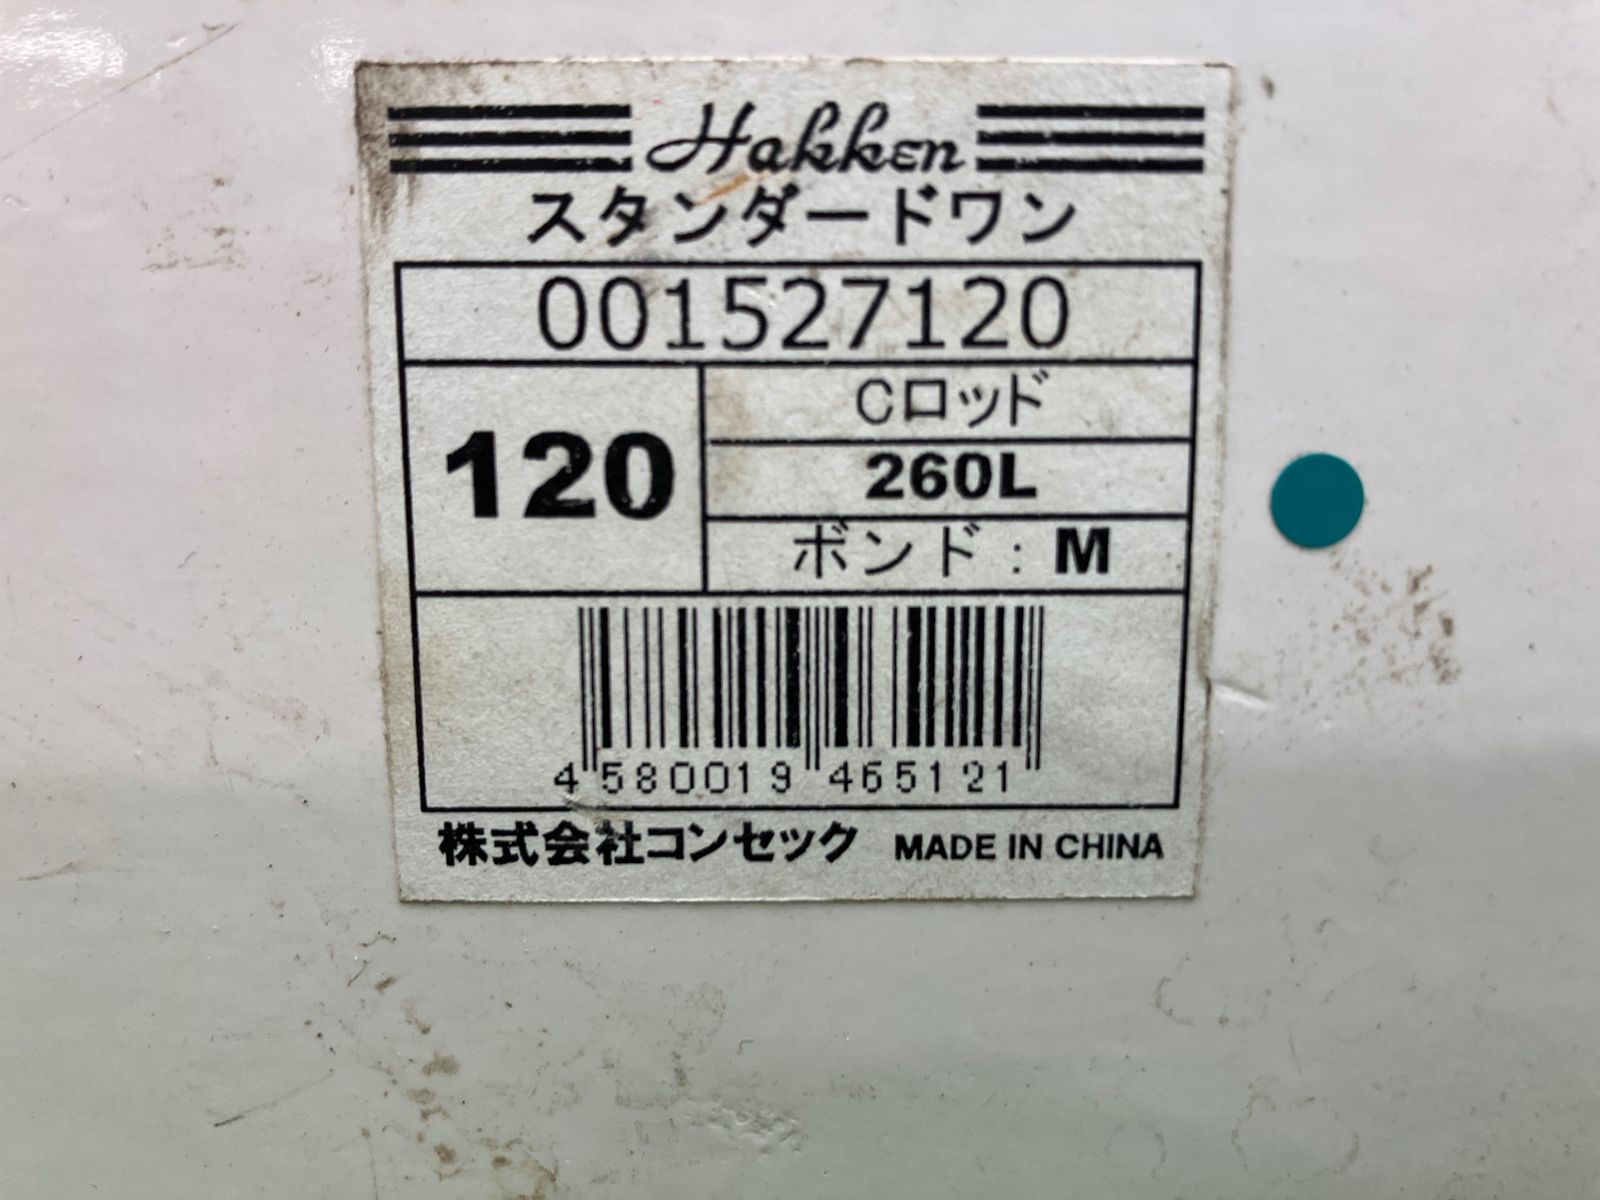 Hakken
スタンダードワン
001527120
120
Cロッド
260L
ボンド：M
4 580019 465121
株式会社コンセック MADE IN CHINA